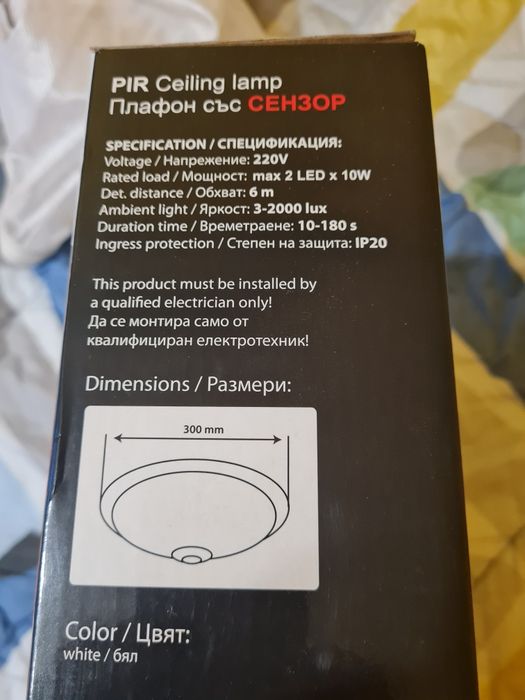 PIR Ceiling lamp
Плафон със СЕНЗОР
SPECIFICATION / СПЕЦИФИКАЦИЯ:
Voltage / Напрежение: 220V
Rated load / Мощност: max 2 LED x 10W
Det. distance / Обхват: 6 m
Ambient light / Яркост: 3-2000 lux
Duration time / Времетраене: 10-180 s
Ingress protection / Степен на защита: IP20
This product must be installed by
a qualified electrician only!
Да се монтира само от
квалифициран електротехник!
Dimensions / Размери:
300 mm
Color / Цвят:
white / бял